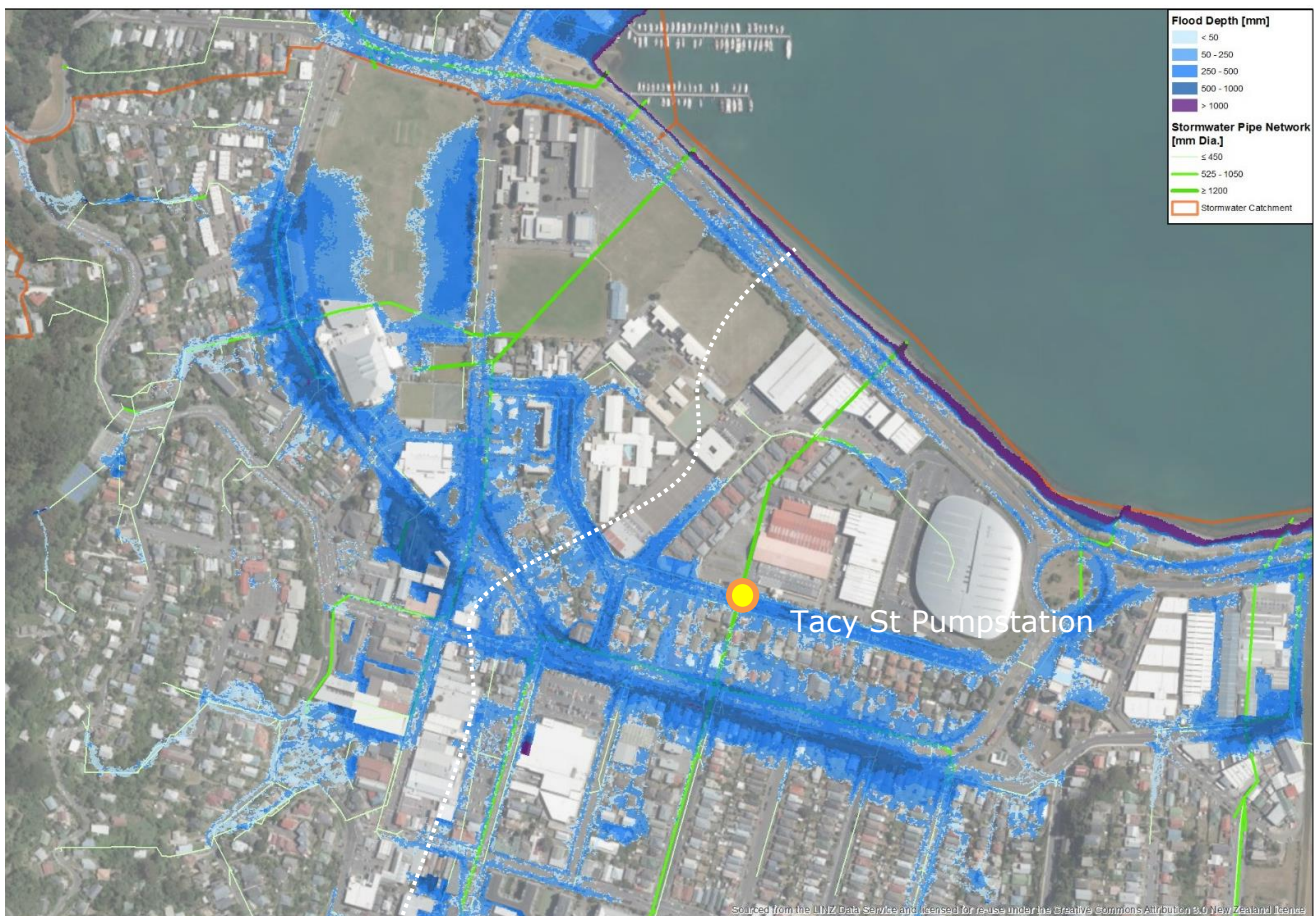 Flood Depth [mm]
< 50
50 - 250
250 - 500
500 - 1000
> 1000
Stormwater Pipe Network
[mm Dia.]
≤ 450
525 - 1050
≥ 1200
Stormwater Catchment
Tacy St Pumpstation
Sourced from the LINZ Data Service and licensed for re-use under the Creative Commons Attribution 3.0 New Zealand licence